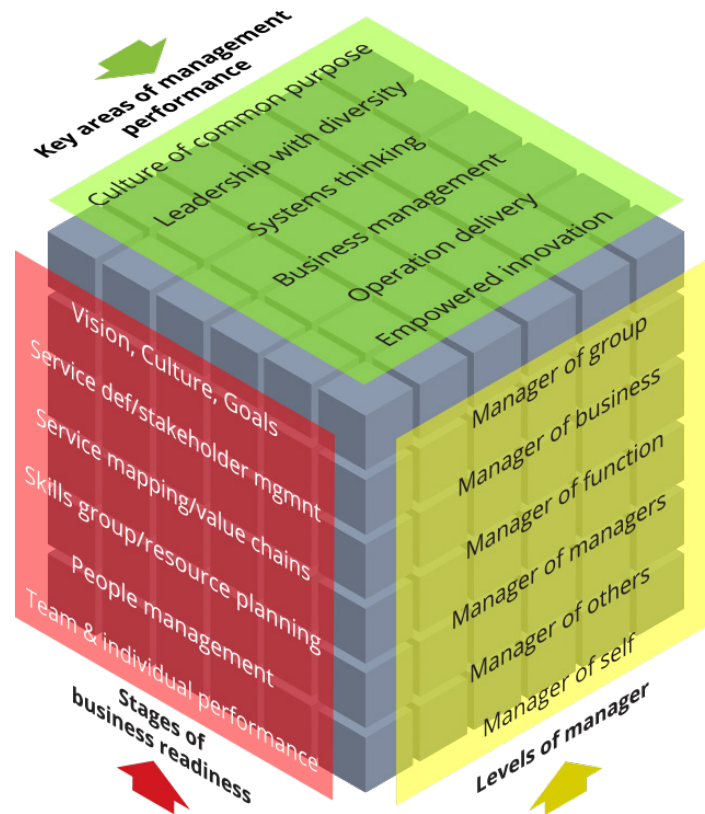 Key areas of management
performance
Culture of common purpose
Leadership with diversity
Systems thinking
Business management
Operation delivery
Empowered innovation
Vision, Culture, Goals
Service def/stakeholder mgmnt
Service mapping/value chains
Skills group/resource planning
People management
Team & individual performance
Stages of
business readiness
Manager of group
Manager of business
Manager of function
Manager of managers
Manager of others
Manager of self
Levels of manager